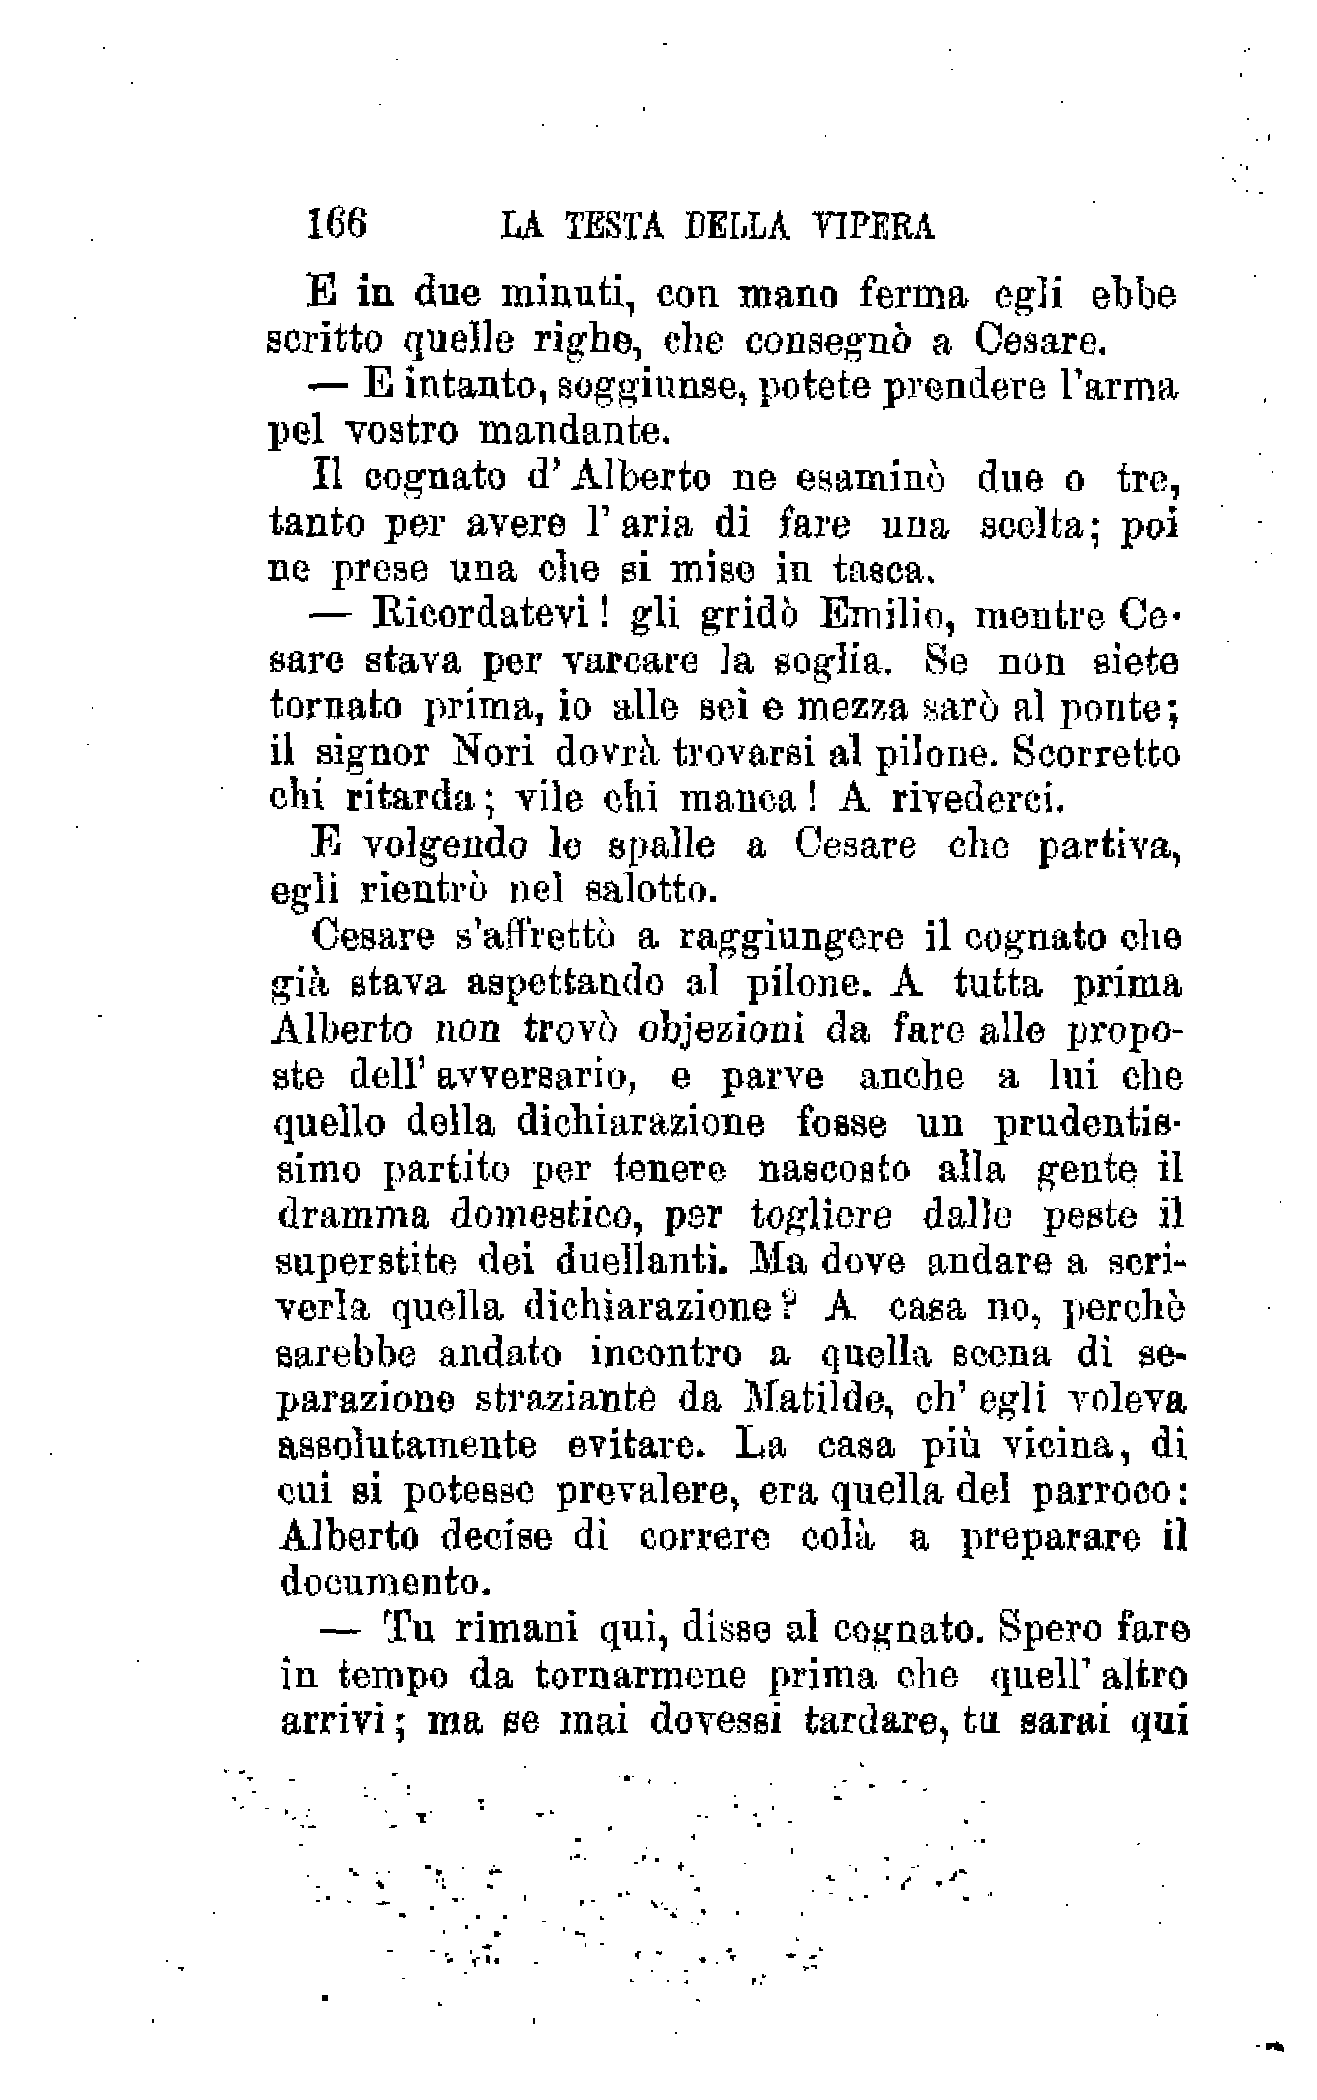 166 LA TESTA DELLA VIPERA
E in due minuti, con mano ferma egli ebbe
scritto quelle righe, che consegnò a Cesare.
— E intanto, soggiunse, potete prendere l'arma
pel vostro mandante.
Il cognato d' Alberto ne esaminò due o tre,
tanto per avere l' aria di fare una scelta; poi
ne prese una che si mise in tasca.
— Ricordatevi! gli gridò Emilio, mentre Ce-
sare stava per varcare la soglia. Se non siete
tornato prima, io alle sei e mezza sarò al ponte;
il signor Nori dovrà trovarsi al pilone. Scorretto
chi ritarda; vile chi manca! A rivederci.
E volgendo le spalle a Cesare che partiva,
egli rientrò nel salotto.
Cesare s'affrettò a raggiungere il cognato che
già stava aspettando al pilone. A tutta prima
Alberto non trovò objezioni da fare alle propo-
ste dell' avversario, e parve anche a lui che
quello della dichiarazione fosse un prudentis-
simo partito per tenere nascosto alla gente il
dramma domestico, per togliere dalle peste il
superstite dei duellanti. Ma dove andare a scri-
verla quella dichiarazione? A casa no, perchè
sarebbe andato incontro a quella scena di se-
parazione straziante da Matilde, ch' egli voleva
assolutamente evitare. La casa più vicina, di
cui si potesse prevalere, era quella del parroco:
Alberto decise di correre colà a preparare il
documento.
— Tu rimani qui, disse al cognato. Spero fare
in tempo da tornarmene prima che quell' altro
arrivi; ma se mai dovessi tardare, tu sarai qui